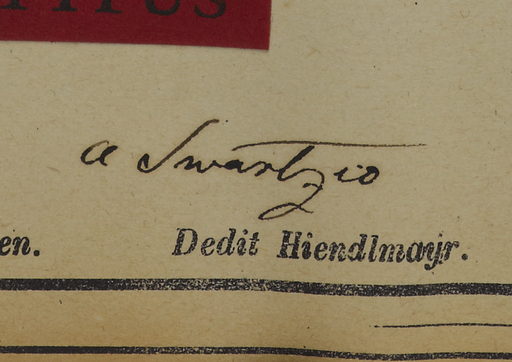 a Swartzio
en. Dedit Hiendlmayr.